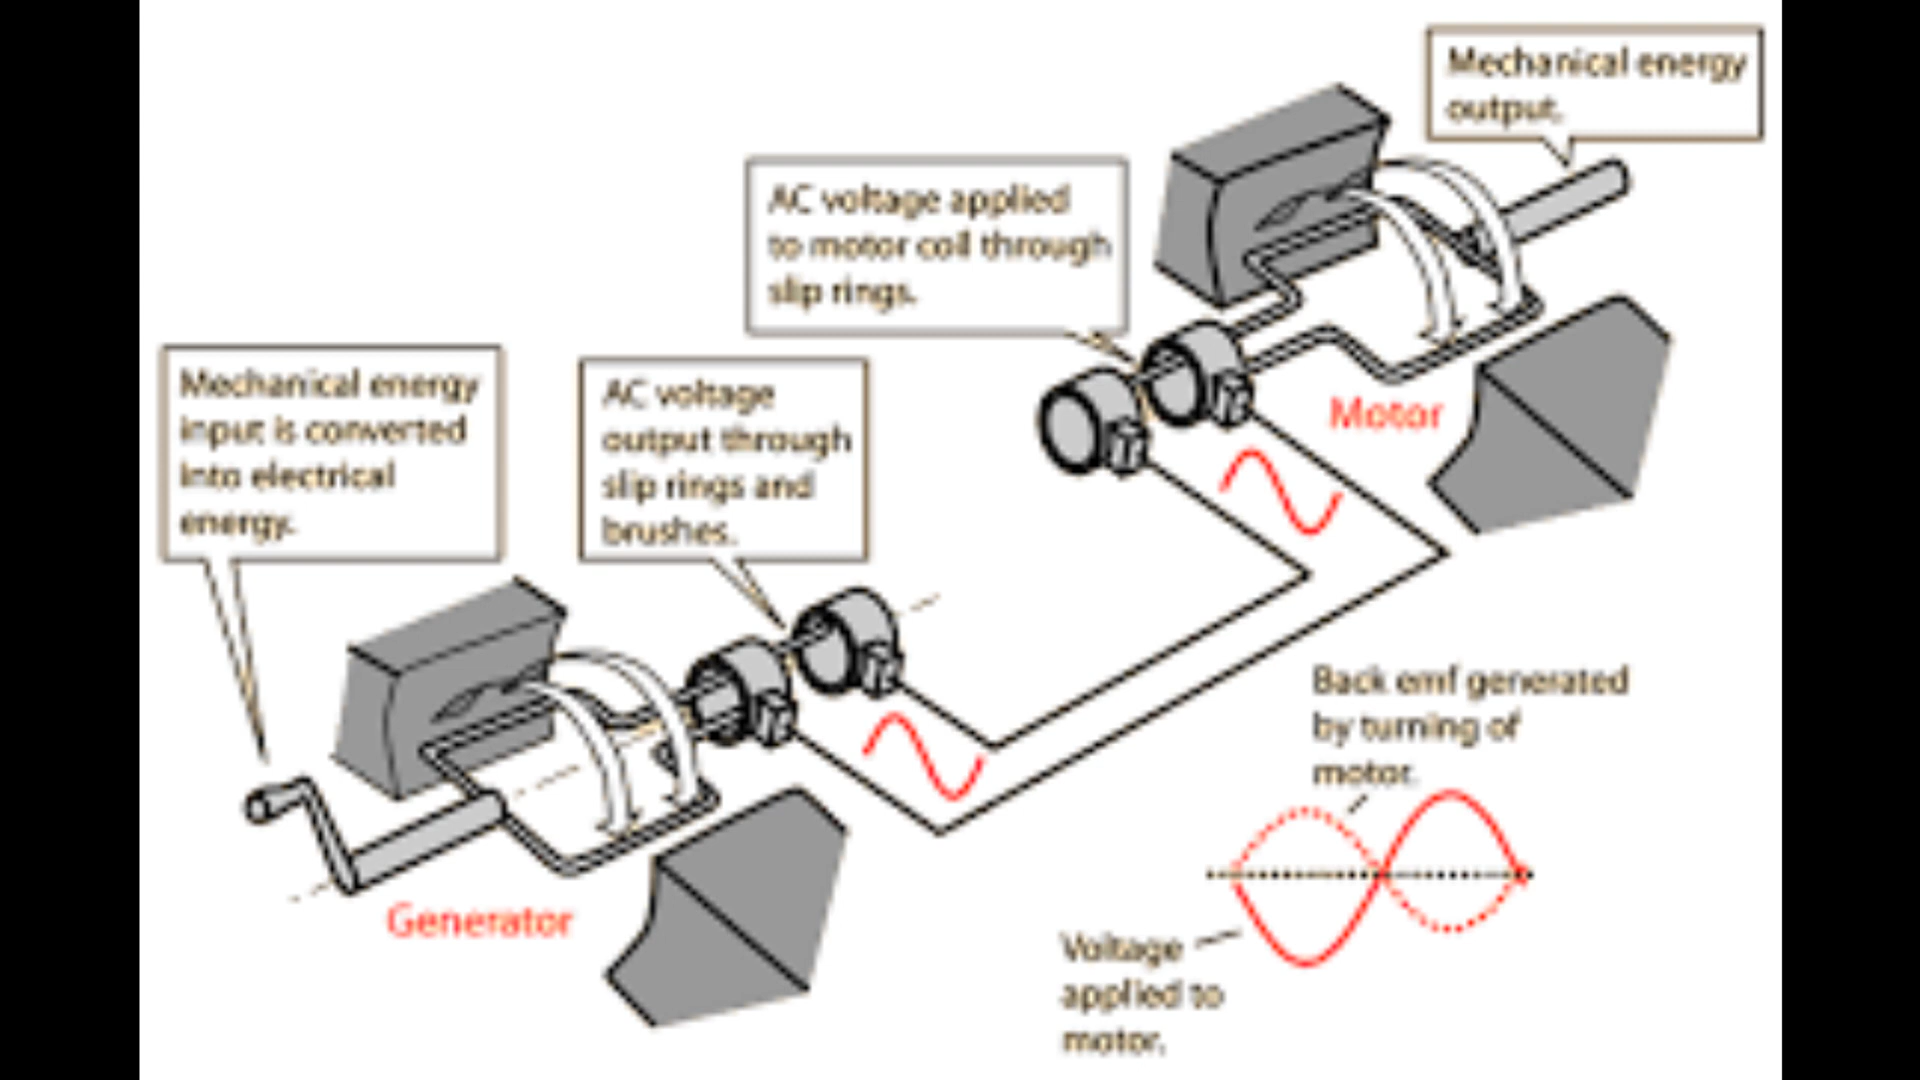 Mechanical energy
output.
AC voltage applied
to motor coil through
slip rings.
Mechanical energy
input is converted
into electrical
energy.
AC voltage
output through
slip rings and
brushes.
Motor
Back emf generated
by turning of
motor.
Generator
Voltage
applied to
motor.